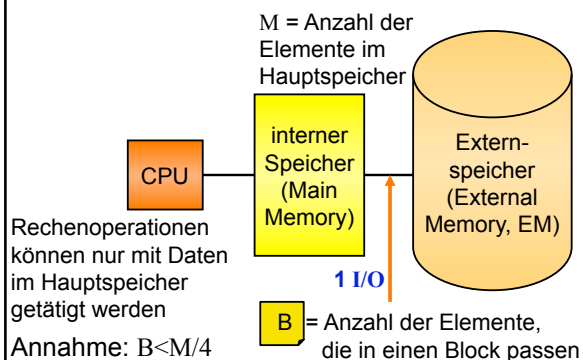 M = Anzahl der
Elemente im
Hauptspeicher
CPU
interner
Speicher
(Main
Memory)
Extern-
speicher
(External
Memory, EM)
Rechenoperationen
können nur mit Daten
im Hauptspeicher
getätigt werden
1 I/O
B = Anzahl der Elemente,
die in einen Block passen
Annahme: B<M/4